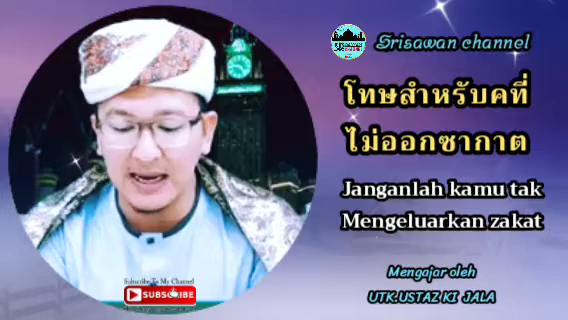 Srisawan channel
โทษสำหรับคที่
ไม่ออกซากาต
Janganlah kamu tak
Mengeluarkan zakat
Subscribe To My Channel
SUBSCRIBE
Mengajar oleh
UTK.USTAZ KI JALA